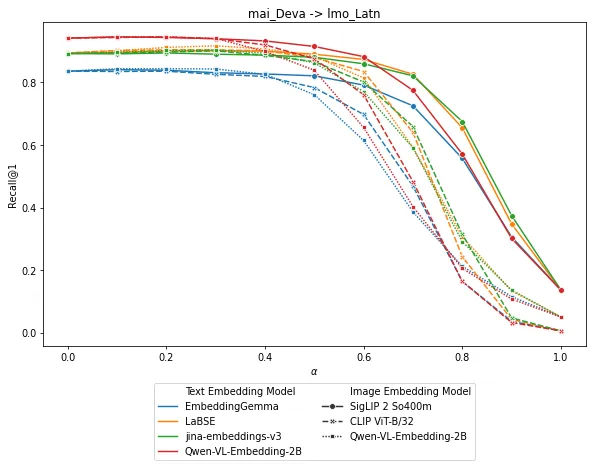 mai_Deva -> lmo_Latn
Recall@1
0.8
0.6
0.4
0.2
0.0
0.0 0.2 0.4 0.6 0.8 1.0
α
Text Embedding Model Image Embedding Model
EmbeddingGemma SigLIP 2 So400m
LaBSE CLIP ViT-B/32
jina-embeddings-v3 Qwen-VL-Embedding-2B
Qwen-VL-Embedding-2B